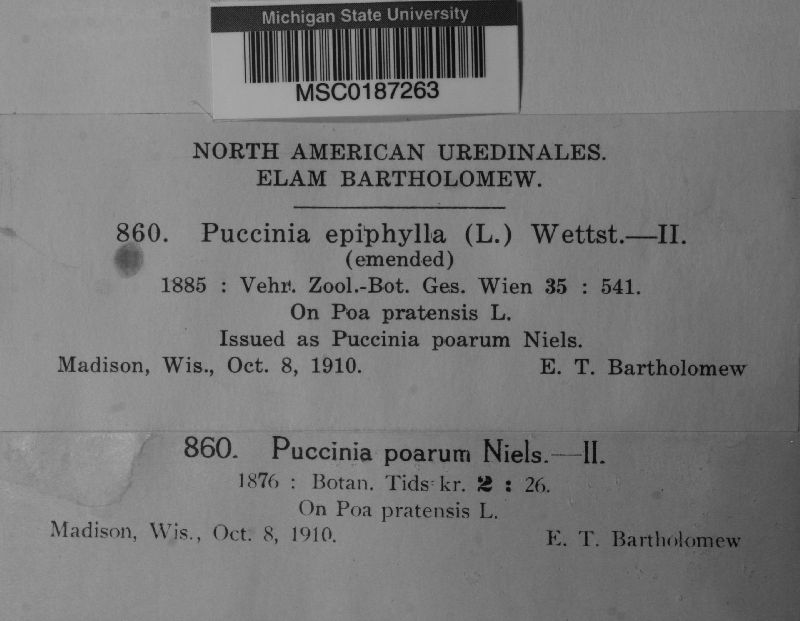 Michigan State University
MSC0187263
NORTH AMERICAN UREDINALES.
ELAM BARTHOLOMEW.
860. Puccinia epiphylla (L.) Wettst.—II.
(emended)
1885 : Vehr. Zool.-Bot. Ges. Wien 35 : 541.
On Poa pratensis L.
Issued as Puccinia poarum Niels.
Madison, Wis., Oct. 8, 1910. E. T. Bartholomew
860. Puccinia poarum Niels.—II.
1876 : Botan. Tids kr. 2 : 26.
On Poa pratensis L.
Madison, Wis., Oct. 8, 1910. E. T. Bartholomew